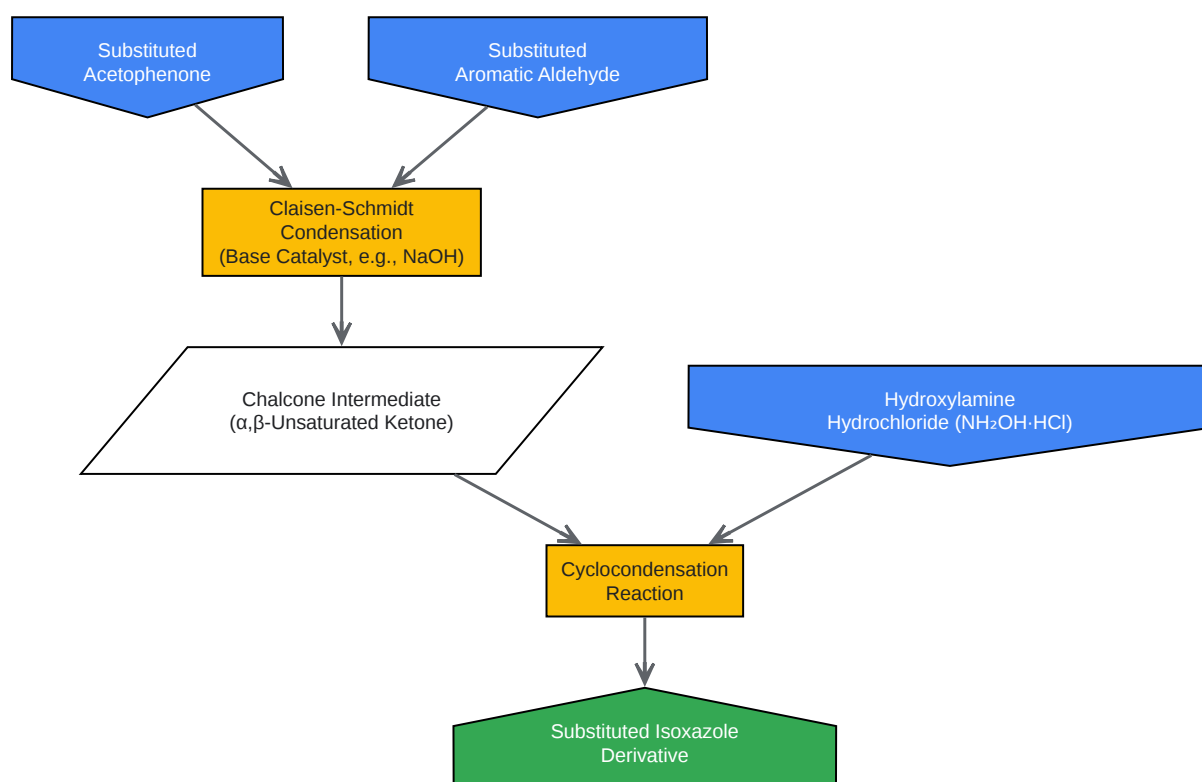 Substituted
Acetophenone
Substituted
Aromatic Aldehyde
Claisen-Schmidt
Condensation
(Base Catalyst, e.g., NaOH)
Chalcone Intermediate
(α,β-Unsaturated Ketone)
Hydroxylamine
Hydrochloride (NH₂OH·HCl)
Cyclocondensation
Reaction
Substituted Isoxazole
Derivative